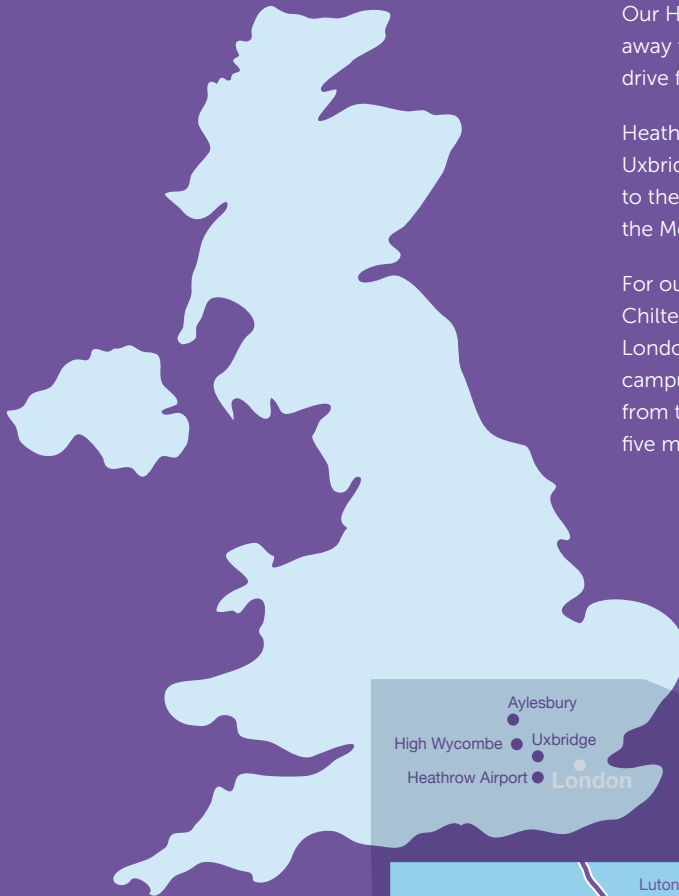 Our H
away
drive f
Heath
Uxbrid
to the
the M
For ou
Chilte
Londo
campu
from t
five m
Aylesbury
High Wycombe
Uxbridge
Heathrow Airport
London
Luton